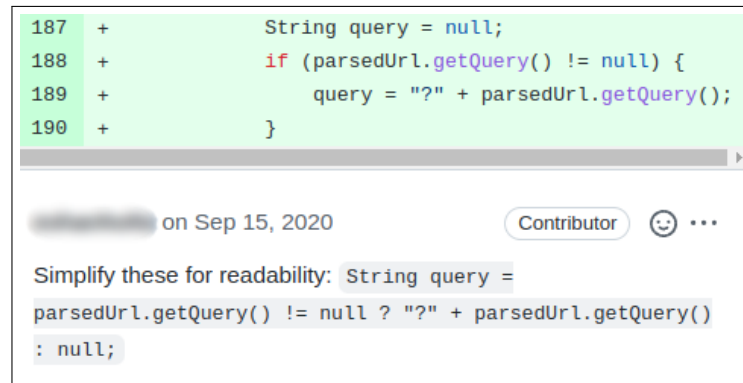 187 + String query = null;
188 + if (parsedUrl.getQuery() != null) {
189 + query = "?" + parsedUrl.getQuery();
190 + }
on Sep 15, 2020 Contributor
Simplify these for readability: String query =
parsedUrl.getQuery() != null ? "?" + parsedUrl.getQuery()
: null;